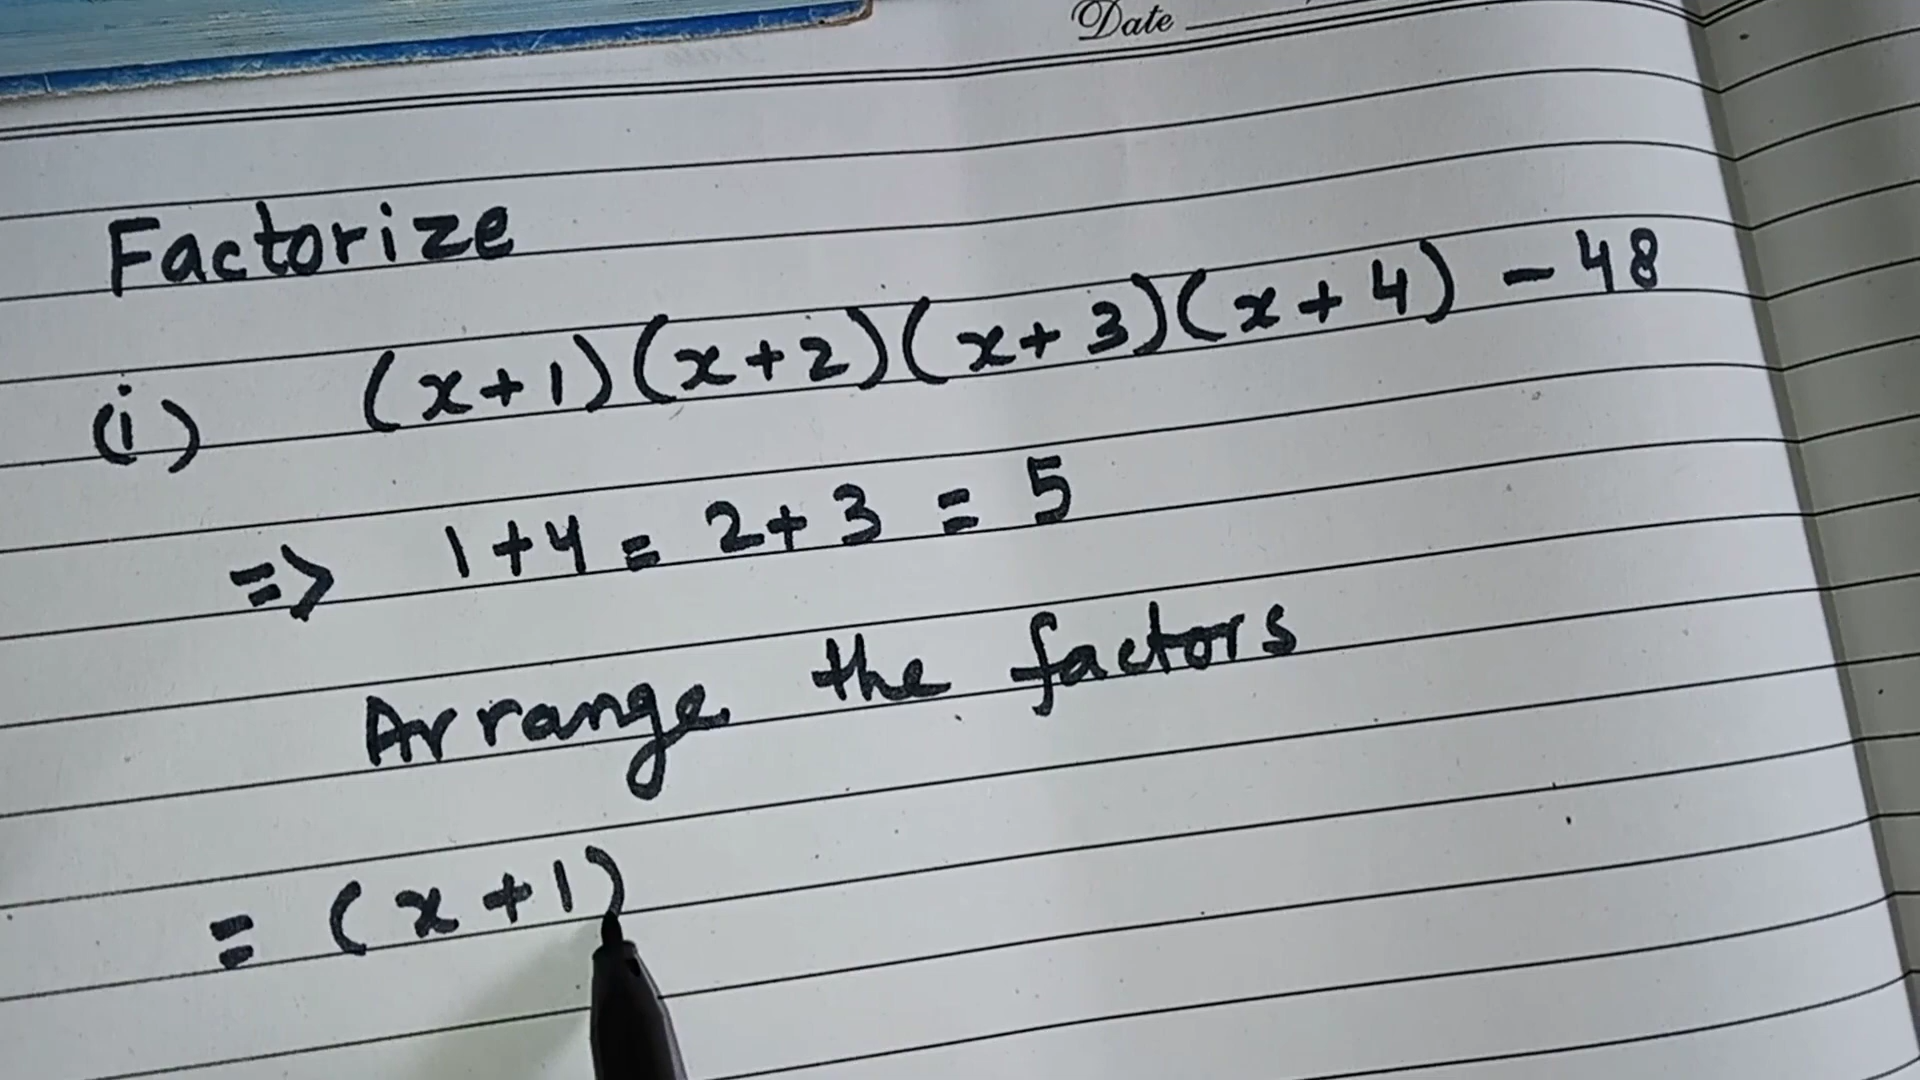 Date
Factorize
(i) (x+1)(x+2)(x+3)(x+4) - 48
=> 1+4 = 2+3 = 5
Arrange the factors
= (x+1)